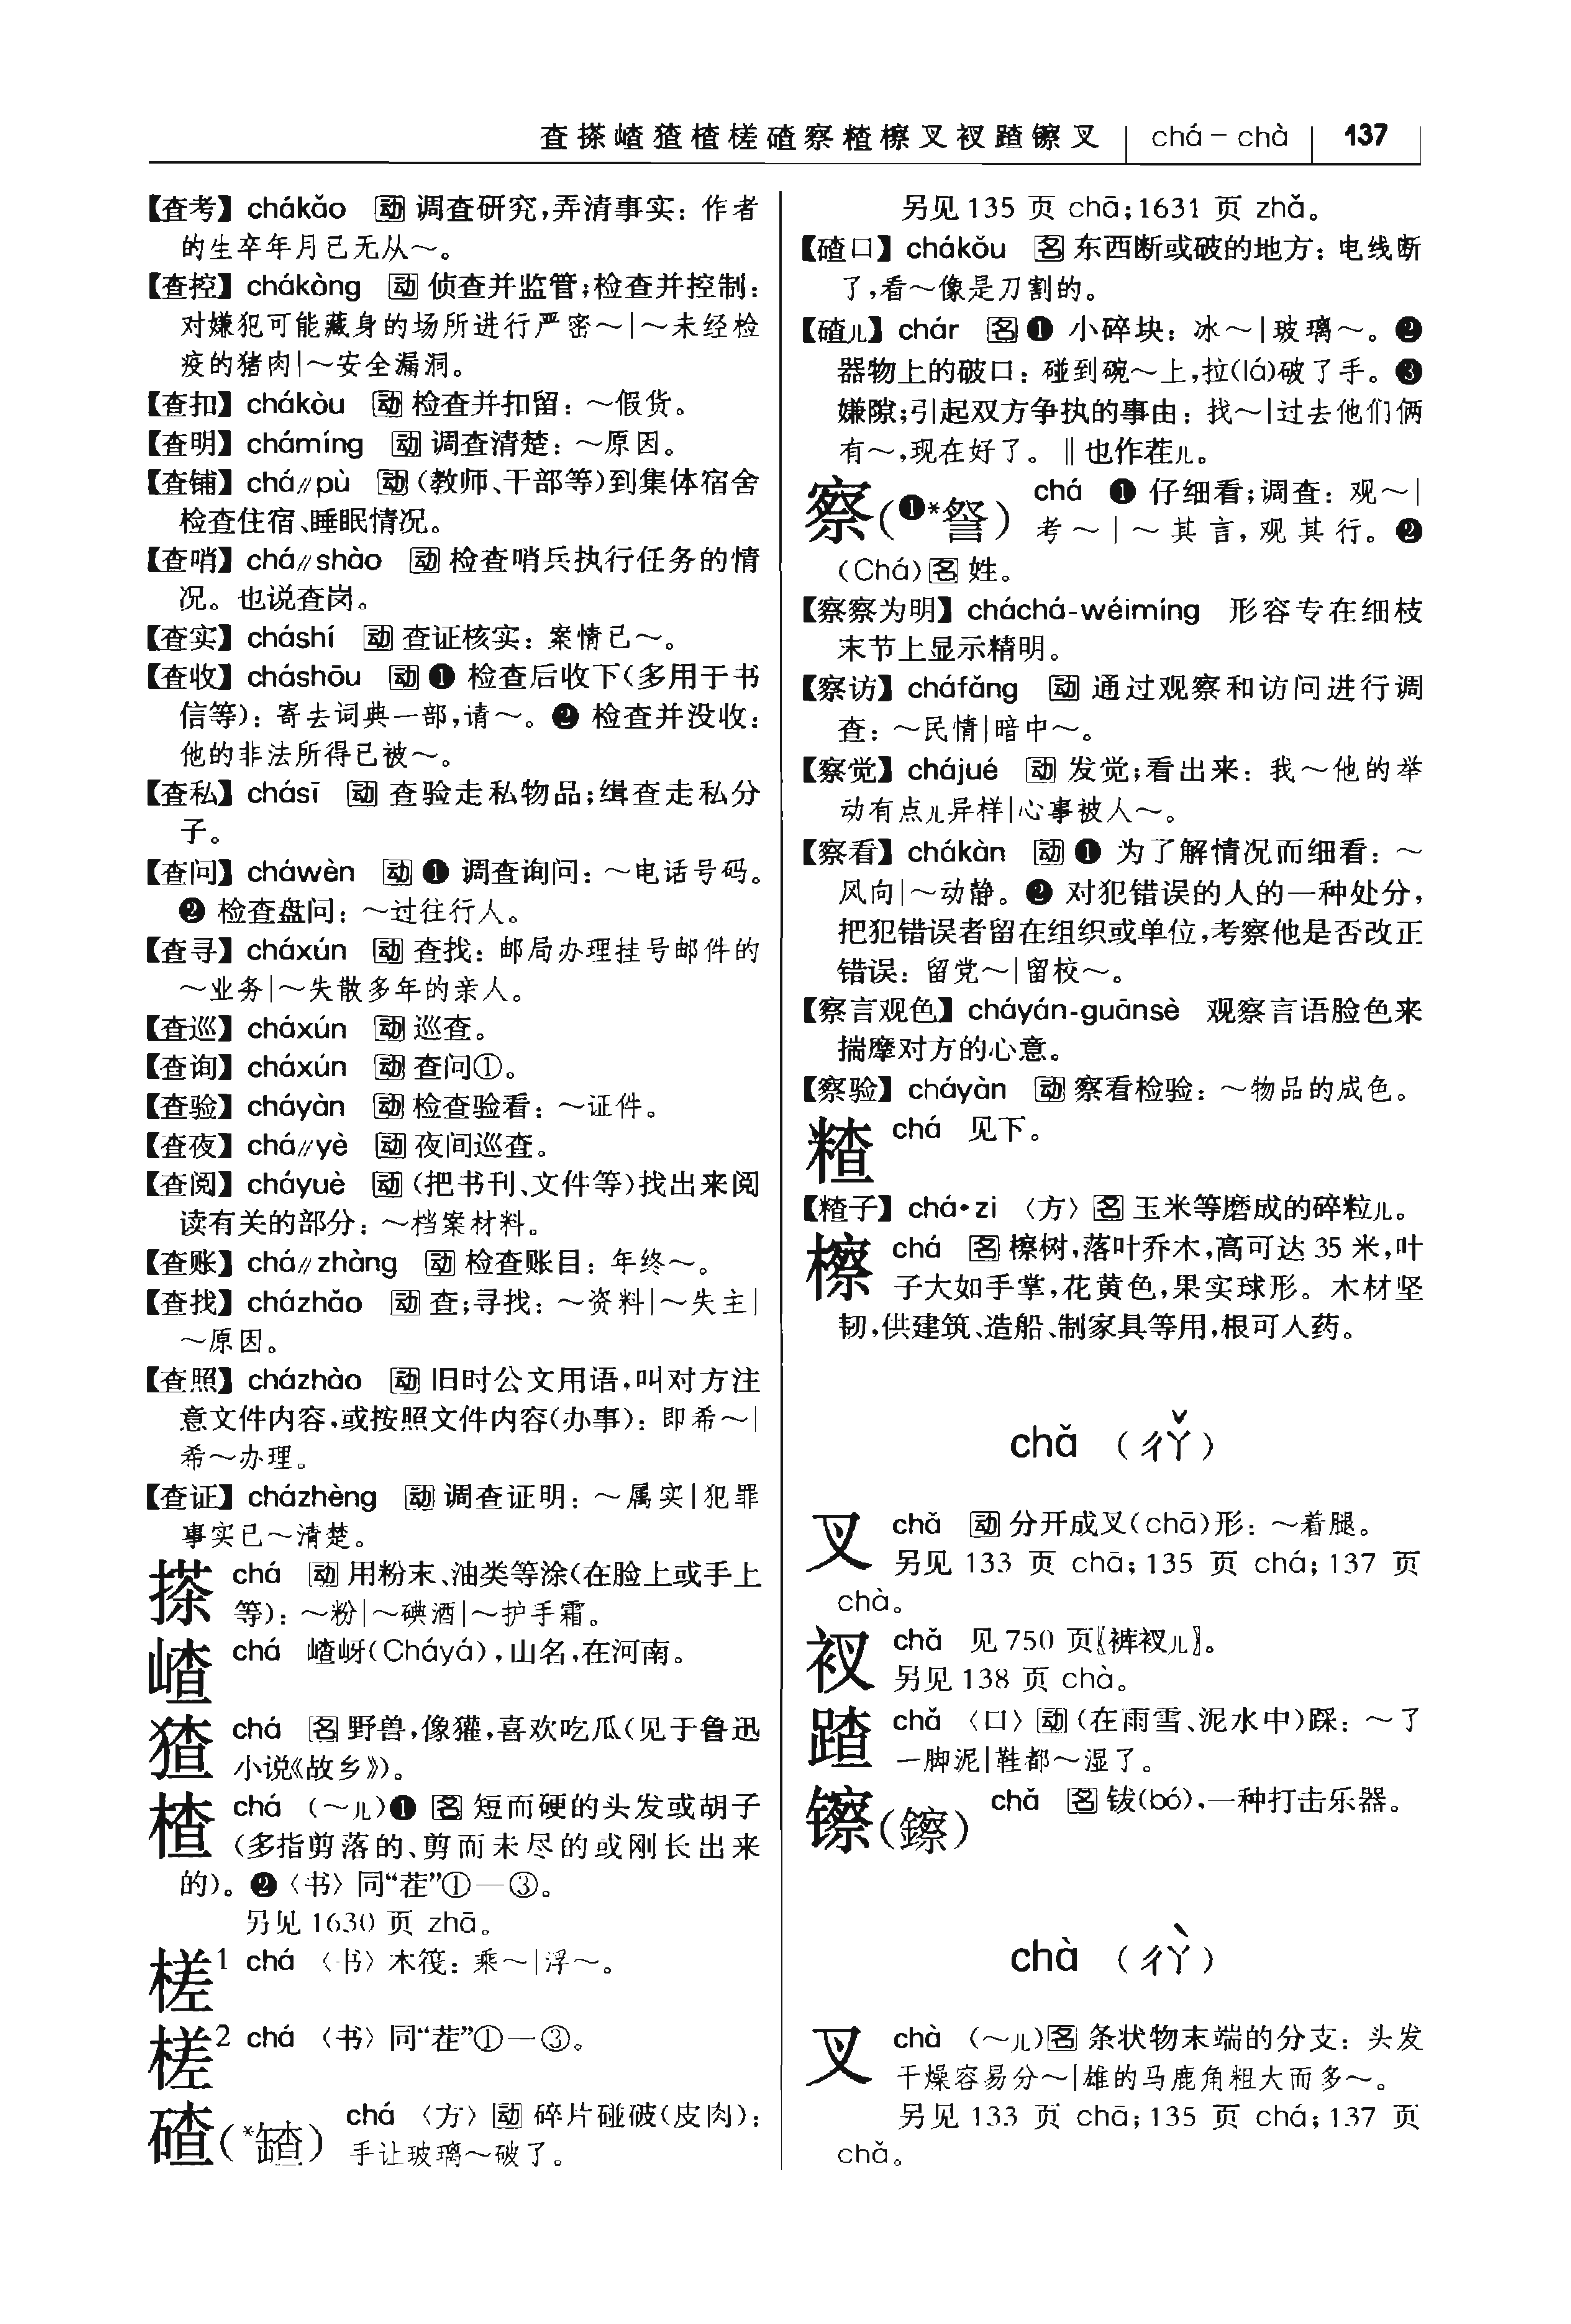 查搽嵖猹楂槎碴察𥻗檫叉衩蹅镲叉 chá－chà 137
【查考】chákǎo 动 调查研究，弄清事实：作者
的生卒年月已无从～。
【查控】chákòng 动 侦查并监管；检查并控制：
对嫌犯可能藏身的场所进行严密～|～未经检
疫的猪肉|～安全漏洞。
【查扣】chákòu 动 检查并扣留：～假货。
【查明】chámíng 动 调查清楚：～原因。
【查铺】chá//pù 动（教师、干部等）到集体宿舍
检查住宿、睡眠情况。
【查哨】chá//shào 动 检查哨兵执行任务的情
况。也说查岗。
【查实】cháshí 动 查证核实：案情已～。
【查收】cháshōu 动 ❶ 检查后收下（多用于书
信等）：寄去词典一部，请～。❷ 检查并没收：
他的非法所得已被～。
【查私】chásī 动 查验走私物品；缉查走私分
子。
【查问】cháwèn 动 ❶ 调查询问：～电话号码。
❷ 检查盘问：～过往行人。
【查寻】cháxún 动 查找：邮局办理挂号邮件的
～业务|～失散多年的亲人。
【查巡】cháxún 动 巡查。
【查询】cháxún 动 查问①。
【查验】cháyàn 动 检查验看：～证件。
【查夜】chá//yè 动 夜间巡查。
【查阅】cháyuè 动（把书刊、文件等）找出来阅
读有关的部分：～档案材料。
【查账】chá//zhàng 动 检查账目：年终～。
【查找】cházhǎo 动 查；寻找：～资料|～失主|
～原因。
【查照】cházhào 动 旧时公文用语，叫对方注
意文件内容，或按照文件内容（办事）：即希～|
希～办理。
【查证】cházhèng 动 调查证明：～属实|犯罪
事实已～清楚。
搽 chá 动 用粉末、油类等涂（在脸上或手上
等）：～粉|～碘酒|～护手霜。
嵖 chá 嵖岈（Cháyá），山名，在河南。
猹 chá 名 野兽，像獾，喜欢吃瓜（见于鲁迅
小说《故乡》）。
楂 chá （～儿）❶ 名 短而硬的头发或胡子
（多指剪落的、剪而未尽的或刚长出来
的）。❷〈书〉同“茬”①—③。
另见 1630 页 zhā。
槎1 chá 〈书〉木筏：乘～|浮～。
槎2 chá 〈书〉同“茬”①—③。
碴（*䃰） chá 〈方〉动 碎片碰破（皮肉）：
手让玻璃～破了。
另见 135 页 chā；1631 页 zhǎ。
【碴口】chákǒu 名 东西断或破的地方：电线断
了，看～像是刀割的。
【碴儿】chár 名 ❶ 小碎块：冰～|玻璃～。❷
器物上的破口：碰到碗～上，拉（lá）破了手。❸
嫌隙；引起双方争执的事由：找～|过去他们俩
有～，现在好了。‖也作茬儿。
察（❶*詧） chá ❶ 仔细看；调查：观～|
考～|～其言，观其行。❷
（Chá）名 姓。
【察察为明】cháchá-wéimíng 形容专在细枝
末节上显示精明。
【察访】cháfǎng 动 通过观察和访问进行调
查：～民情|暗中～。
【察觉】chájué 动 发觉；看出来：我～他的举
动有点儿异样|心事被人～。
【察看】chákàn 动 ❶ 为了解情况而细看：～
风向|～动静。❷ 对犯错误的人的一种处分，
把犯错误者留在组织或单位，考察他是否改正
错误：留党～|留校～。
【察言观色】cháyán-guānsè 观察言语脸色来
揣摩对方的心意。
【察验】cháyàn 动 察看检验：～物品的成色。
𥻗 chá 见下。
【𥻗子】chá·zi 〈方〉名 玉米等磨成的碎粒儿。
檫 chá 名 檫树，落叶乔木，高可达 35 米，叶
子大如手掌，花黄色，果实球形。木材坚
韧，供建筑、造船、制家具等用，根可入药。
chǎ （ㄔㄚˇ）
叉 chǎ 动 分开成叉（chā）形：～着腿。
另见 133 页 chā；135 页 chá；137 页
chà。
衩 chǎ 见 750 页〖裤衩儿〗。
另见 138 页 chà。
蹅 chǎ 〈口〉动（在雨雪、泥水中）踩：～了
一脚泥|鞋都～湿了。
镲（鑔） chǎ 名 钹（bó），一种打击乐器。
chà （ㄔㄚˋ）
叉 chà （～儿）名 条状物末端的分支：头发
干燥容易分～|雄的马鹿角粗大而多～。
另见 133 页 chā；135 页 chá；137 页
chǎ。